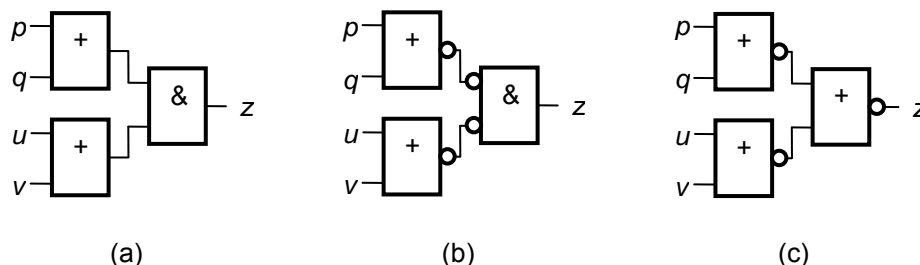 p + q & z u + v
p + q & z u + v
p + q + z u + v
(a) (b) (c)